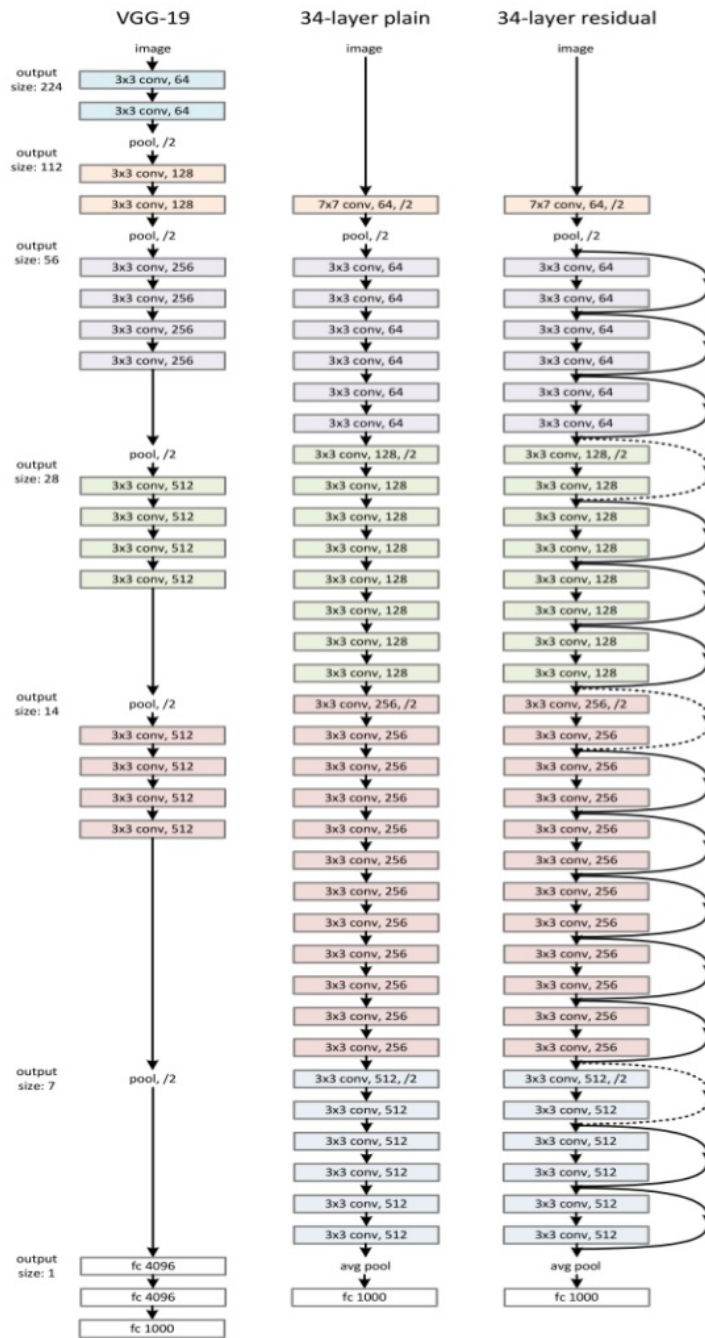 VGG-19
34-layer plain
34-layer residual
output
size: 224
output
size: 112
output
size: 56
output
size: 28
output
size: 14
output
size: 7
output
size: 1
image
3x3 conv, 64
3x3 conv, 64
pool, /2
3x3 conv, 128
3x3 conv, 128
pool, /2
3x3 conv, 256
3x3 conv, 256
3x3 conv, 256
3x3 conv, 256
pool, /2
3x3 conv, 512
3x3 conv, 512
3x3 conv, 512
3x3 conv, 512
pool, /2
3x3 conv, 512
3x3 conv, 512
3x3 conv, 512
3x3 conv, 512
pool, /2
fc 4096
fc 4096
fc 1000
image
7x7 conv, 64, /2
pool, /2
3x3 conv, 64
3x3 conv, 64
3x3 conv, 64
3x3 conv, 64
3x3 conv, 64
3x3 conv, 64
3x3 conv, 128, /2
3x3 conv, 128
3x3 conv, 128
3x3 conv, 128
3x3 conv, 128
3x3 conv, 128
3x3 conv, 128
3x3 conv, 128
3x3 conv, 256, /2
3x3 conv, 256
3x3 conv, 256
3x3 conv, 256
3x3 conv, 256
3x3 conv, 256
3x3 conv, 256
3x3 conv, 256
3x3 conv, 256
3x3 conv, 256
3x3 conv, 256
3x3 conv, 256
3x3 conv, 512, /2
3x3 conv, 512
3x3 conv, 512
3x3 conv, 512
3x3 conv, 512
3x3 conv, 512
avg pool
fc 1000
image
7x7 conv, 64, /2
pool, /2
3x3 conv, 64
3x3 conv, 64
3x3 conv, 64
3x3 conv, 64
3x3 conv, 64
3x3 conv, 64
3x3 conv, 128, /2
3x3 conv, 128
3x3 conv, 128
3x3 conv, 128
3x3 conv, 128
3x3 conv, 128
3x3 conv, 128
3x3 conv, 128
3x3 conv, 256, /2
3x3 conv, 256
3x3 conv, 256
3x3 conv, 256
3x3 conv, 256
3x3 conv, 256
3x3 conv, 256
3x3 conv, 256
3x3 conv, 256
3x3 conv, 256
3x3 conv, 256
3x3 conv, 256
3x3 conv, 512, /2
3x3 conv, 512
3x3 conv, 512
3x3 conv, 512
3x3 conv, 512
3x3 conv, 512
avg pool
fc 1000